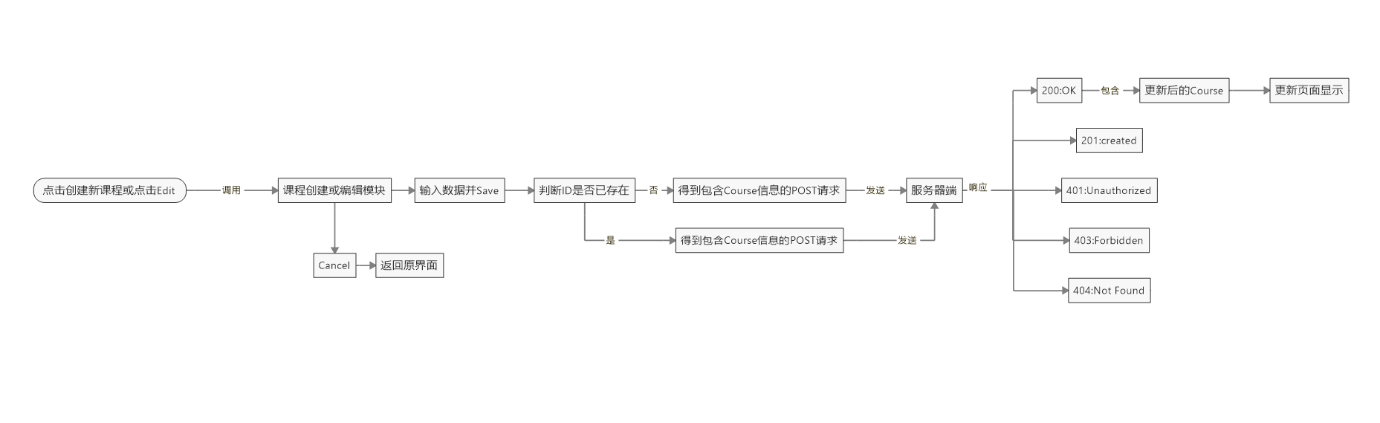 点击创建新课程或点击Edit
调用
课程创建或编辑模块
输入数据并Save
判断ID是否已存在
否
得到包含Course信息的POST请求
发送
服务器端
响应
200:OK
包含
更新后的Course
更新页面显示
201:created
401:Unauthorized
403:Forbidden
404:Not Found
是
得到包含Course信息的POST请求
发送
Cancel
返回原界面